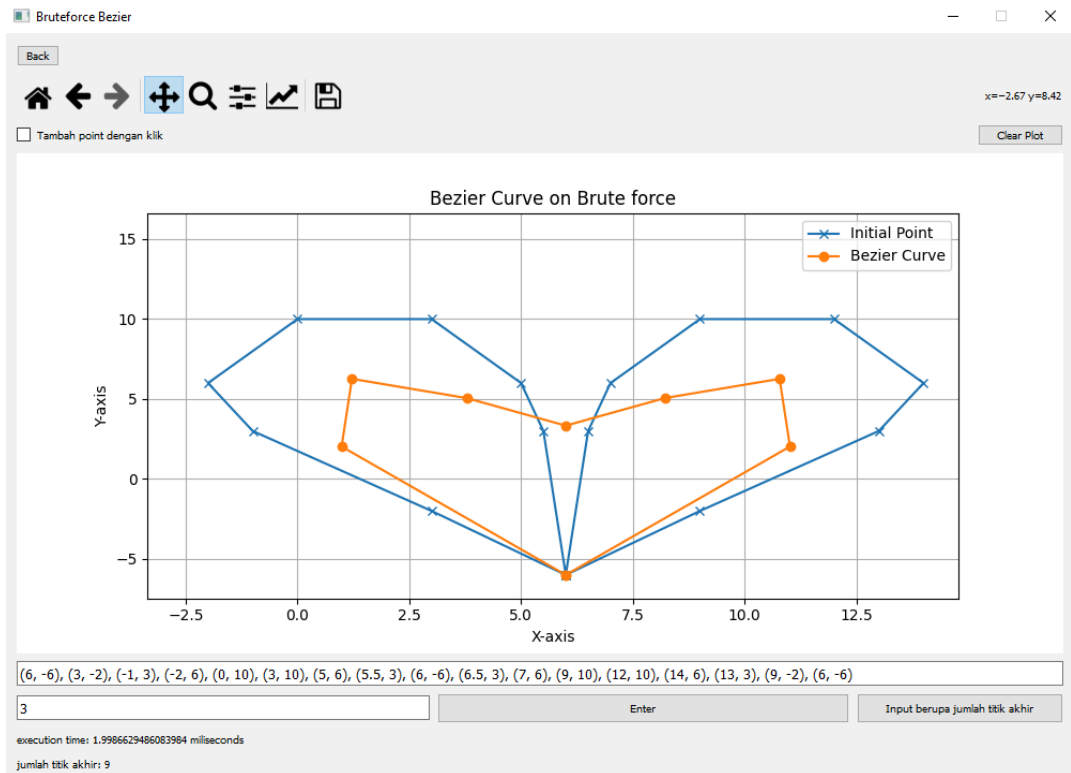 Bruteforce Bezier
Back
x=−2.67 y=8.42
Tambah point dengan klik
Clear Plot
Bezier Curve on Brute force
Initial Point
Bezier Curve
15
10
5
0
−5
Y-axis
−2.5 0.0 2.5 5.0 7.5 10.0 12.5
X-axis
(6, -6), (3, -2), (-1, 3), (-2, 6), (0, 10), (3, 10), (5, 6), (5.5, 3), (6, -6), (6.5, 3), (7, 6), (9, 10), (12, 10), (14, 6), (13, 3), (9, -2), (6, -6)
3
Enter
Input berupa jumlah titik akhir
execution time: 1.9986629486083984 miliseconds
jumlah titik akhir: 9